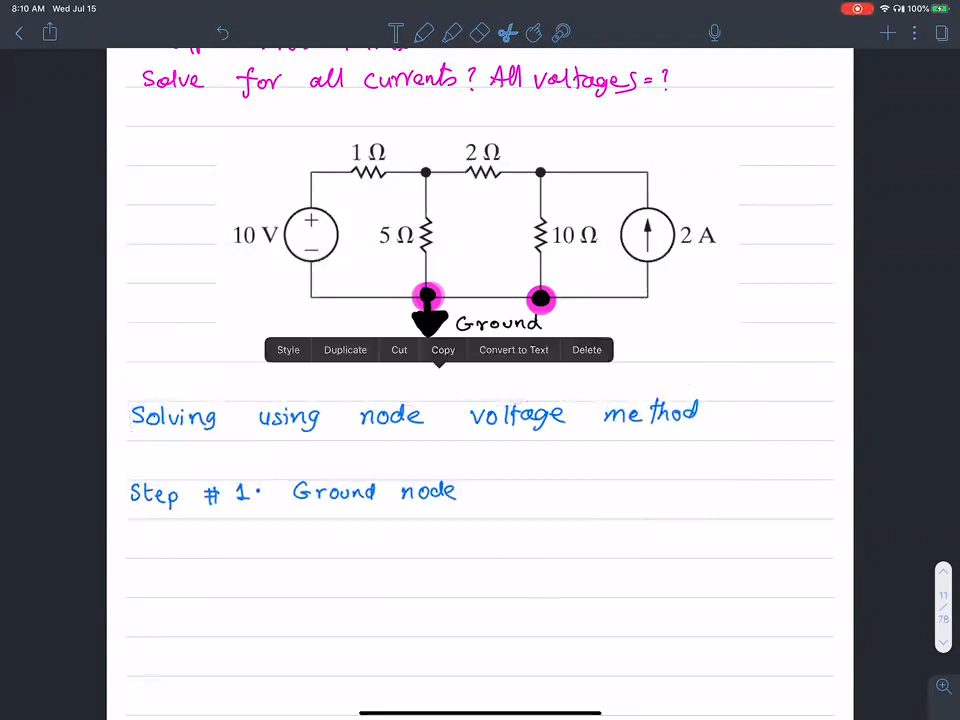 8:10 AM Wed Jul 15
100%
Solve for all currents? All voltages = ?
1 Ω
2 Ω
10 V
+
−
5 Ω
10 Ω
2 A
Ground
Style Duplicate Cut Copy Convert to Text Delete
Solving using node voltage method
Step # 1. Ground node
11
/
78